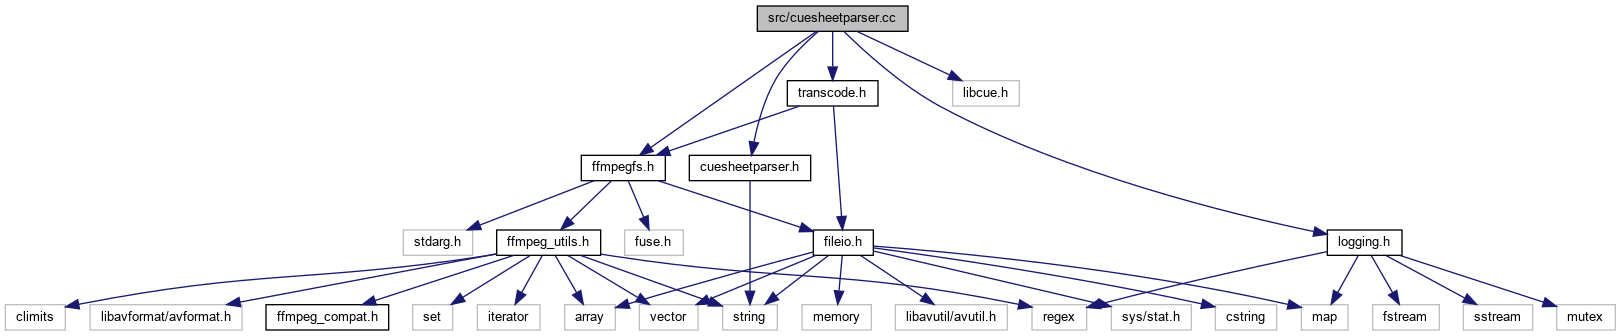 src/cuesheetparser.cc
transcode.h
libcue.h
ffmpegfs.h
cuesheetparser.h
stdarg.h
ffmpeg_utils.h
fuse.h
fileio.h
logging.h
climits
libavformat/avformat.h
ffmpeg_compat.h
set
iterator
array
vector
string
memory
libavutil/avutil.h
regex
sys/stat.h
cstring
map
fstream
sstream
mutex